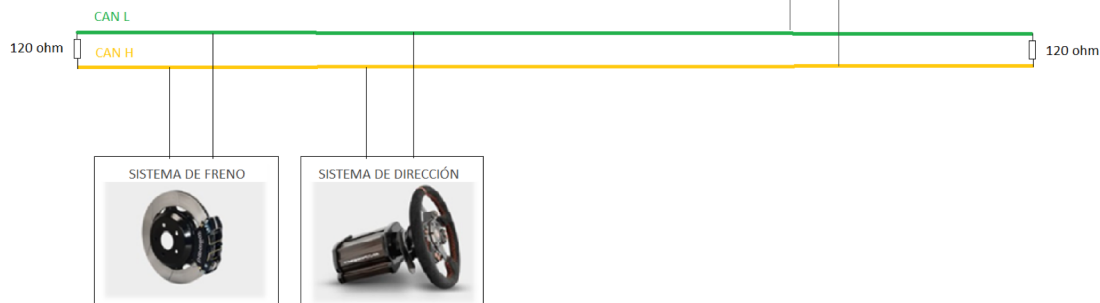 CAN L
120 ohm
CAN H
120 ohm
SISTEMA DE FRENO
SISTEMA DE DIRECCIÓN